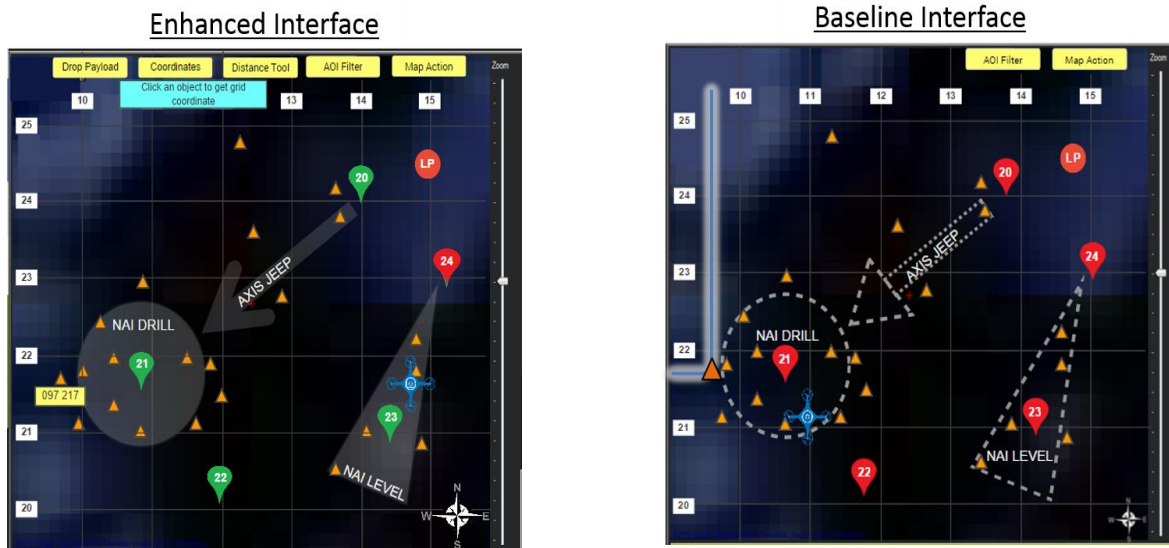 Enhanced Interface
Drop Payload
Coordinates
Distance Tool
AOI Filter
Map Action
Zoom
Click an object to get grid
coordinate
10
13
14
15
25
LP
20
24
24
23
AXIS JEEP
NAI DRILL
22
21
097 217
23
21
NAI LEVEL
22
20
N
W
E
S
Baseline Interface
AOI Filter
Map Action
Zoom
10
11
12
13
14
15
25
LP
20
24
24
23
AXIS JEEP
NAI DRILL
22
21
23
21
NAI LEVEL
22
20
N
W
E
S